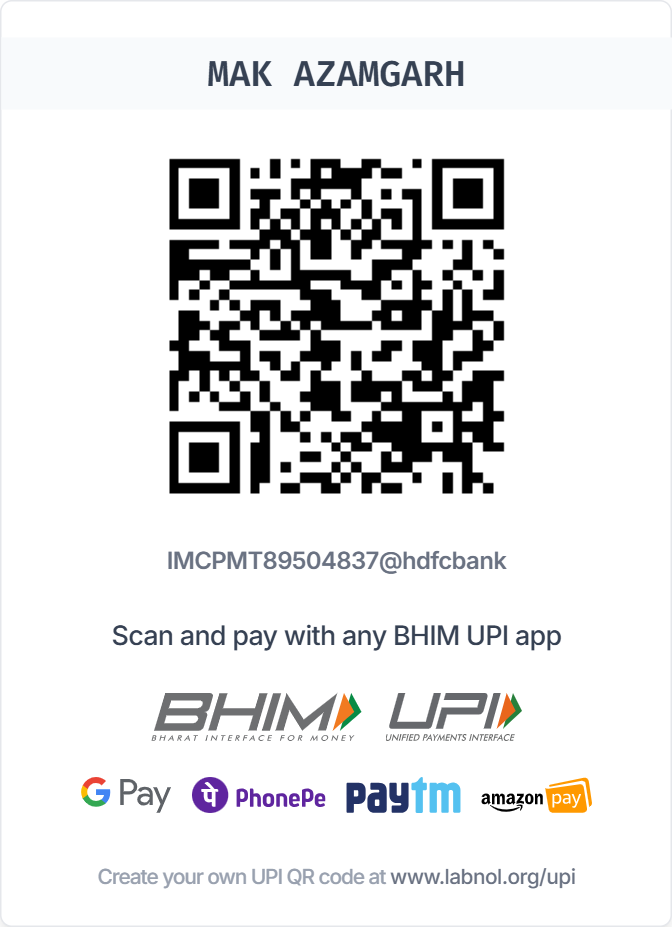 MAK AZAMGARH
IMCPMT89504837@hdfcbank
Scan and pay with any BHIM UPI app
BHIM UPI
BHARAT INTERFACE FOR MONEY UNIFIED PAYMENTS INTERFACE
G Pay पे PhonePe paytm amazon pay
Create your own UPI QR code at www.labnol.org/upi